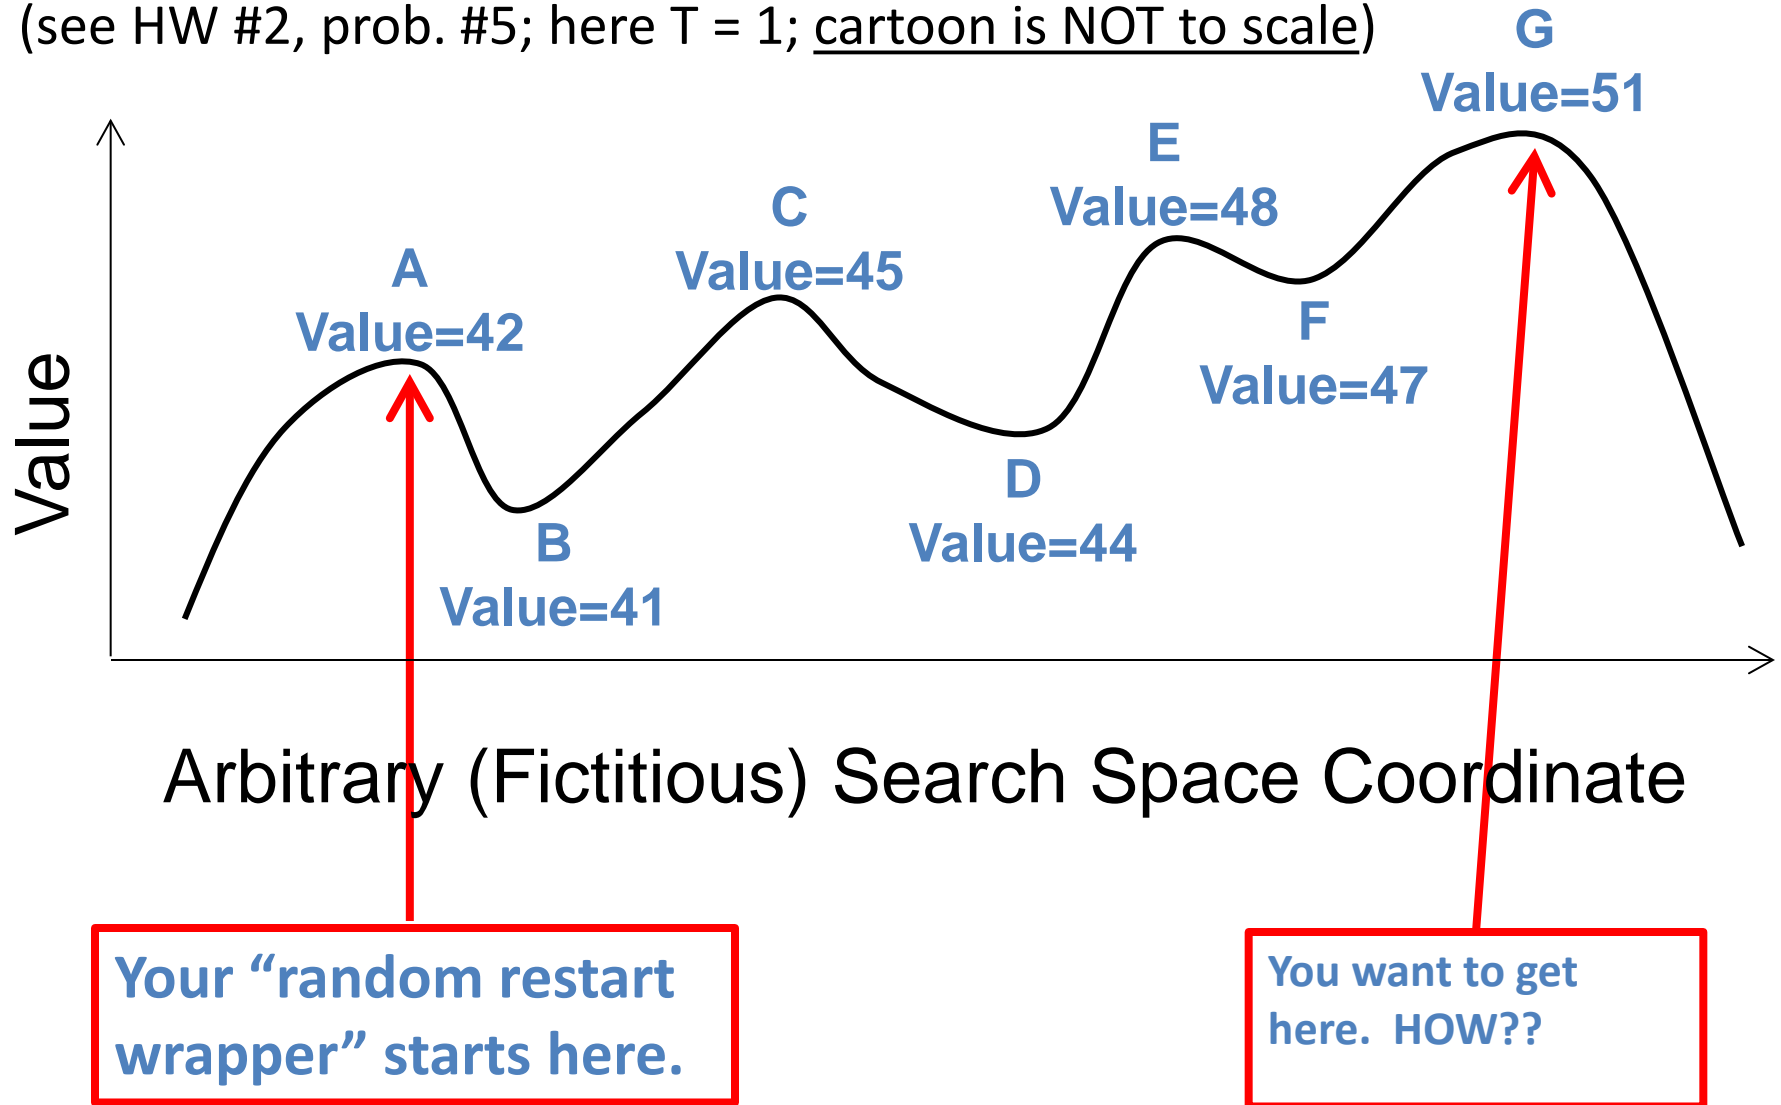 (see HW #2, prob. #5; here T = 1; cartoon is NOT to scale)
G
Value=51
E
Value=48
C
Value=45
A
Value=42
F
Value=47
D
Value=44
B
Value=41
Value
Arbitrary (Fictitious) Search Space Coordinate
Your “random restart
wrapper” starts here.
You want to get
here. HOW??